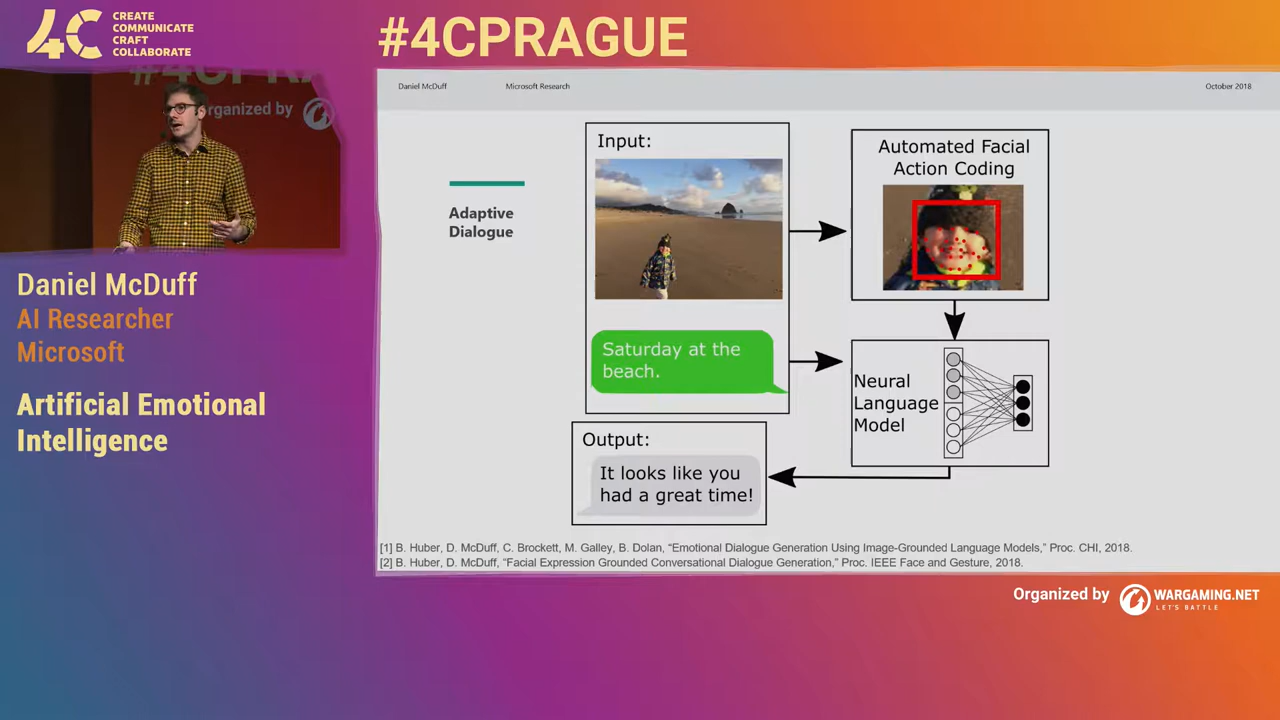 4C
CREATE
COMMUNICATE
CRAFT
COLLABORATE
#4CPRAGUE
#4CPRA
rganized by
Daniel McDuff
AI Researcher
Microsoft
Artificial Emotional
Intelligence
Daniel McDuff
Microsoft Research
October 2018
Adaptive
Dialogue
Input:
Saturday at the
beach.
Automated Facial
Action Coding
Neural
Language
Model
Output:
It looks like you
had a great time!
[1] B. Huber, D. McDuff, C. Brockett, M. Galley, B. Dolan, “Emotional Dialogue Generation Using Image-Grounded Language Models,” Proc. CHI, 2018.
[2] B. Huber, D. McDuff, “Facial Expression Grounded Conversational Dialogue Generation,” Proc. IEEE Face and Gesture, 2018.
Organized by
WARGAMING.NET
LET'S BATTLE